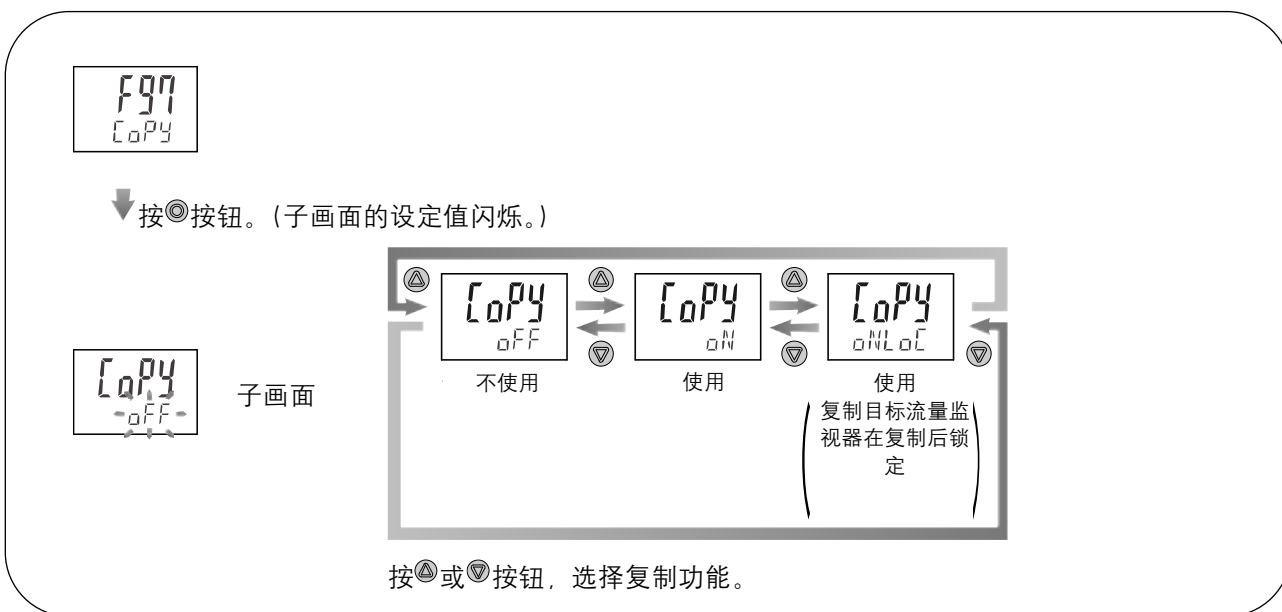 F97
CoPY
按◎按钮。(子画面的设定值闪烁。)
CoPY
oFF
子画面
CoPY
oFF
不使用
CoPY
oN
使用
CoPY
oNLoC
使用
复制目标流量监
视器在复制后锁
定
按△或▽按钮，选择复制功能。